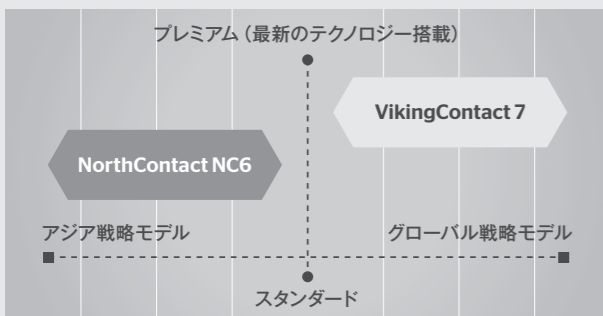 プレミアム（最新のテクノロジー搭載）
VikingContact 7
NorthContact NC6
アジア戦略モデル
グローバル戦略モデル
スタンダード